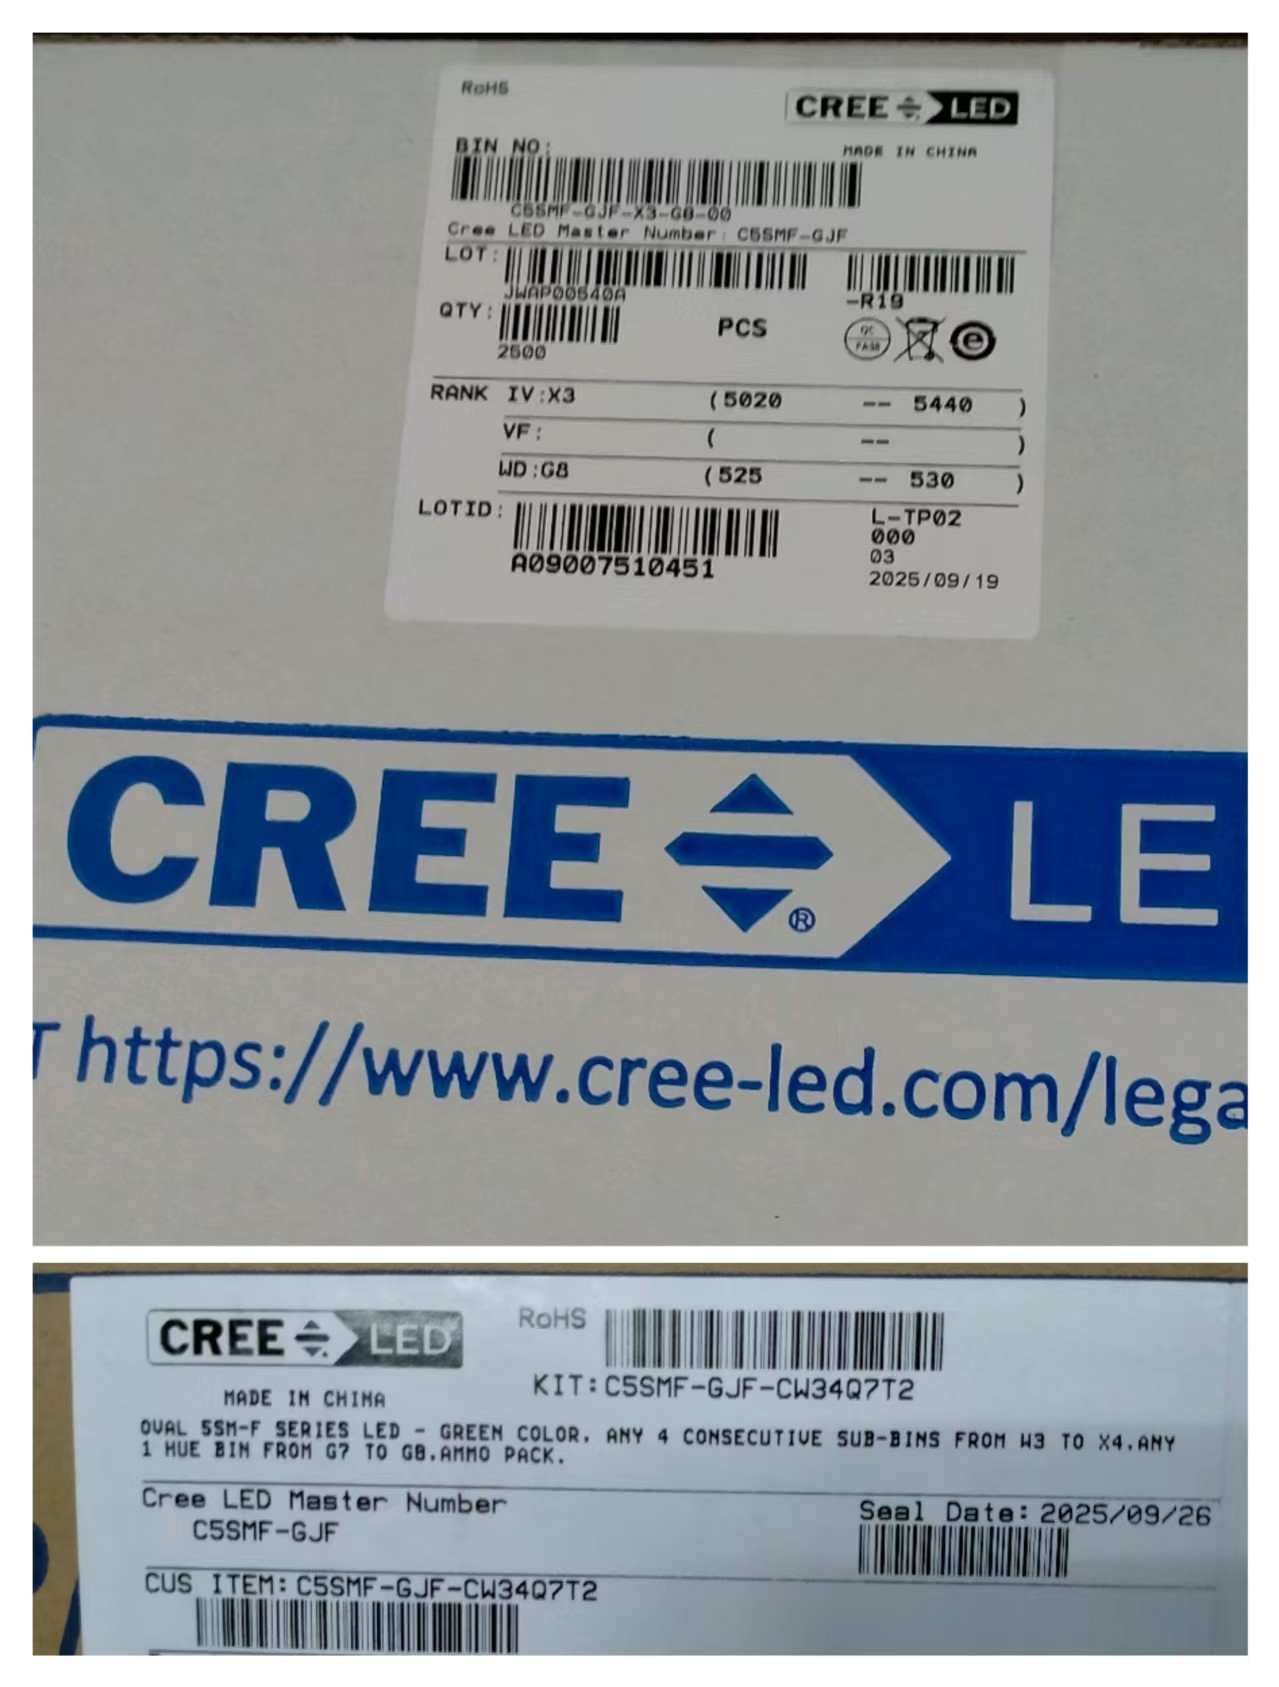 RoHS
CREE LED
BIN NO:
MADE IN CHINA
C5SMF-GJF-X3-G8-00
Cree LED Master Number: C5SMF-GJF
LOT:
JWAP00540A
-R19
QTY:
PCS
QC
PASS
e
2500
RANK IV:X3 (5020 -- 5440 )
VF: ( -- )
WD:G8 (525 -- 530 )
LOTID:
L-TP02
000
03
A09007510451
2025/09/19
CREE ® LE
T https://www.cree-led.com/lega
CREE LED
RoHS
KIT:C5SMF-GJF-CW34Q7T2
MADE IN CHINA
OVAL 5SM-F SERIES LED - GREEN COLOR. ANY 4 CONSECUTIVE SUB-BINS FROM W3 TO X4.ANY
1 HUE BIN FROM G7 TO G8.AMMO PACK.
Cree LED Master Number
Seal Date: 2025/09/26
C5SMF-GJF
CUS ITEM: C5SMF-GJF-CW34Q7T2